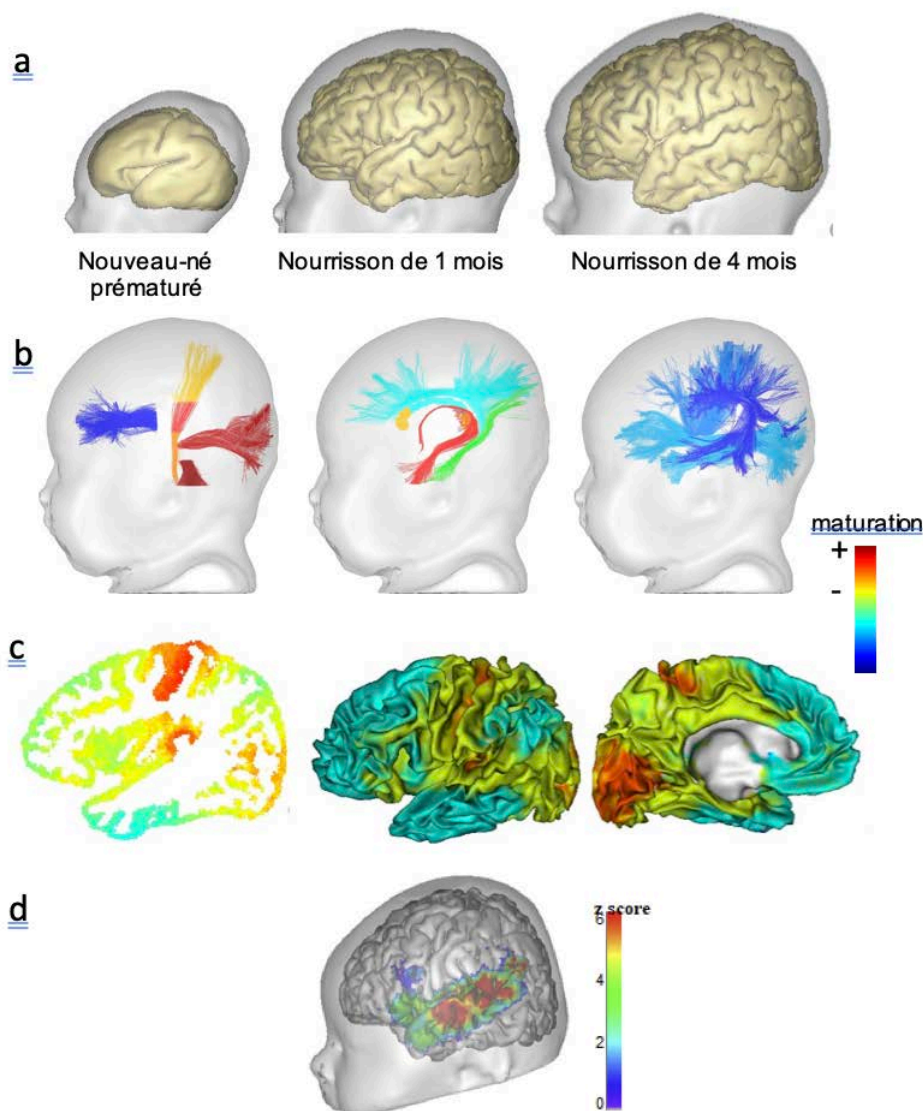 a
Nouveau-né
prématuré
Nourrisson de 1 mois
Nourrisson de 4 mois
b
maturation
+
-
c
d
z score
6
4
2
0